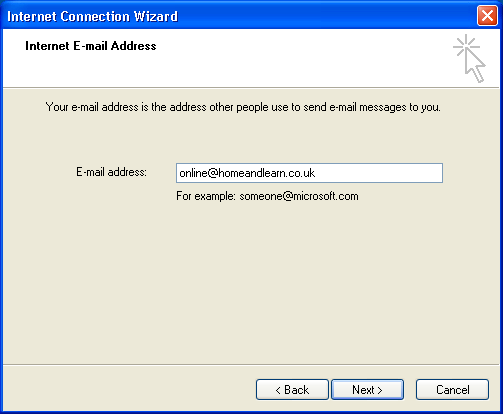 Internet Connection Wizard
Internet E-mail Address
Your e-mail address is the address other people use to send e-mail messages to you.
E-mail address: online@homeandlearn.co.uk
For example: someone@microsoft.com
< Back Next > Cancel